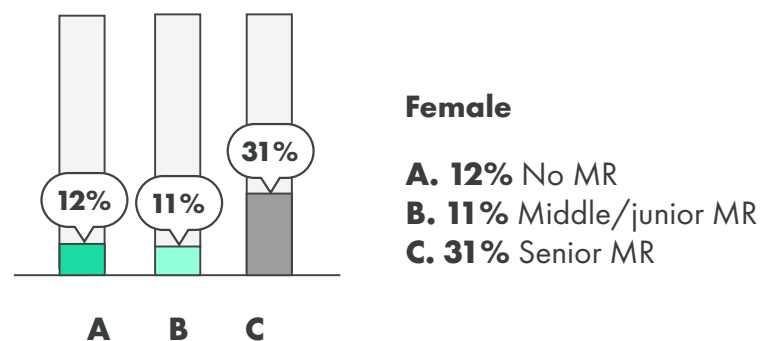 12%
11%
31%
A
B
C
Female
A. 12% No MR
B. 11% Middle/junior MR
C. 31% Senior MR